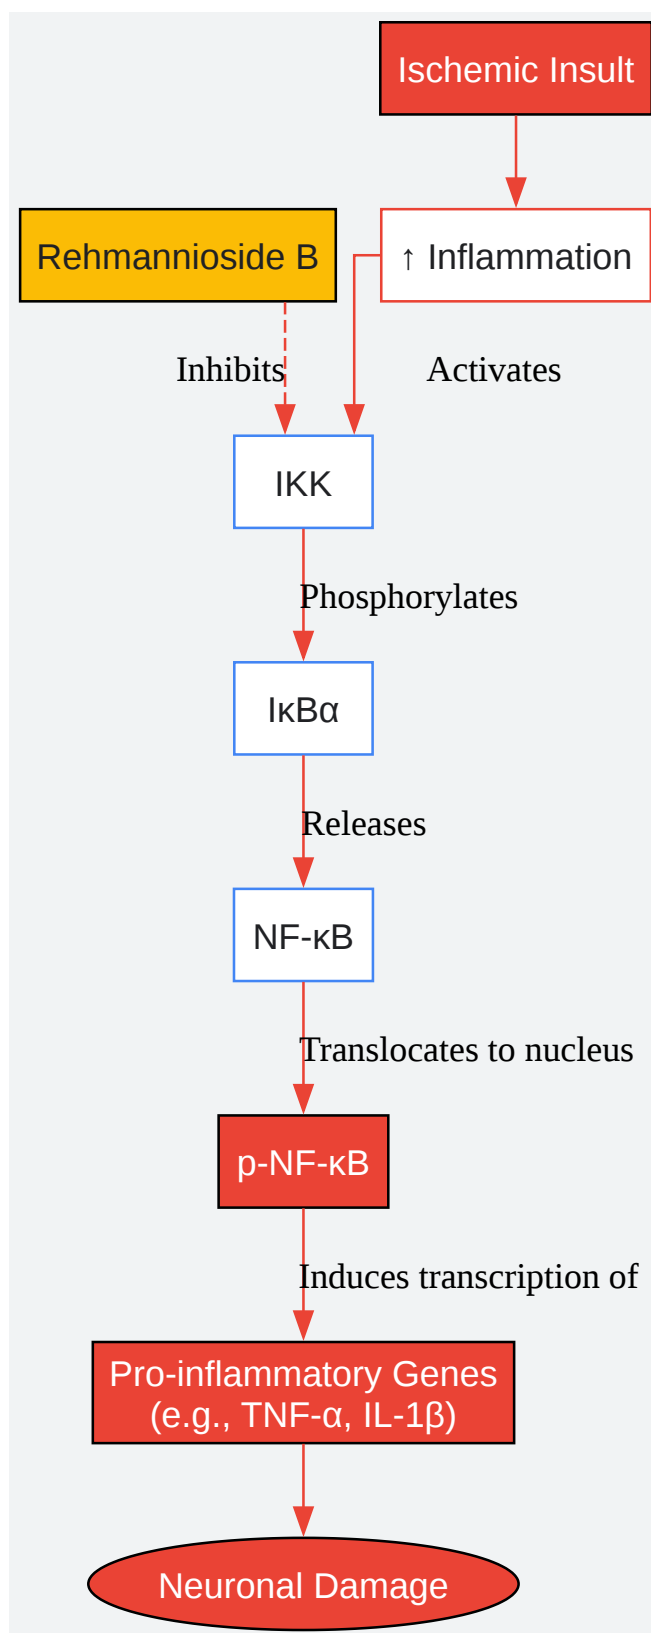 Ischemic Insult
Rehmannioside B
↑ Inflammation
Inhibits
Activates
IKK
Phosphorylates
IκBα
Releases
NF-κB
Translocates to nucleus
p-NF-κB
Induces transcription of
Pro-inflammatory Genes
(e.g., TNF-α, IL-1β)
Neuronal Damage